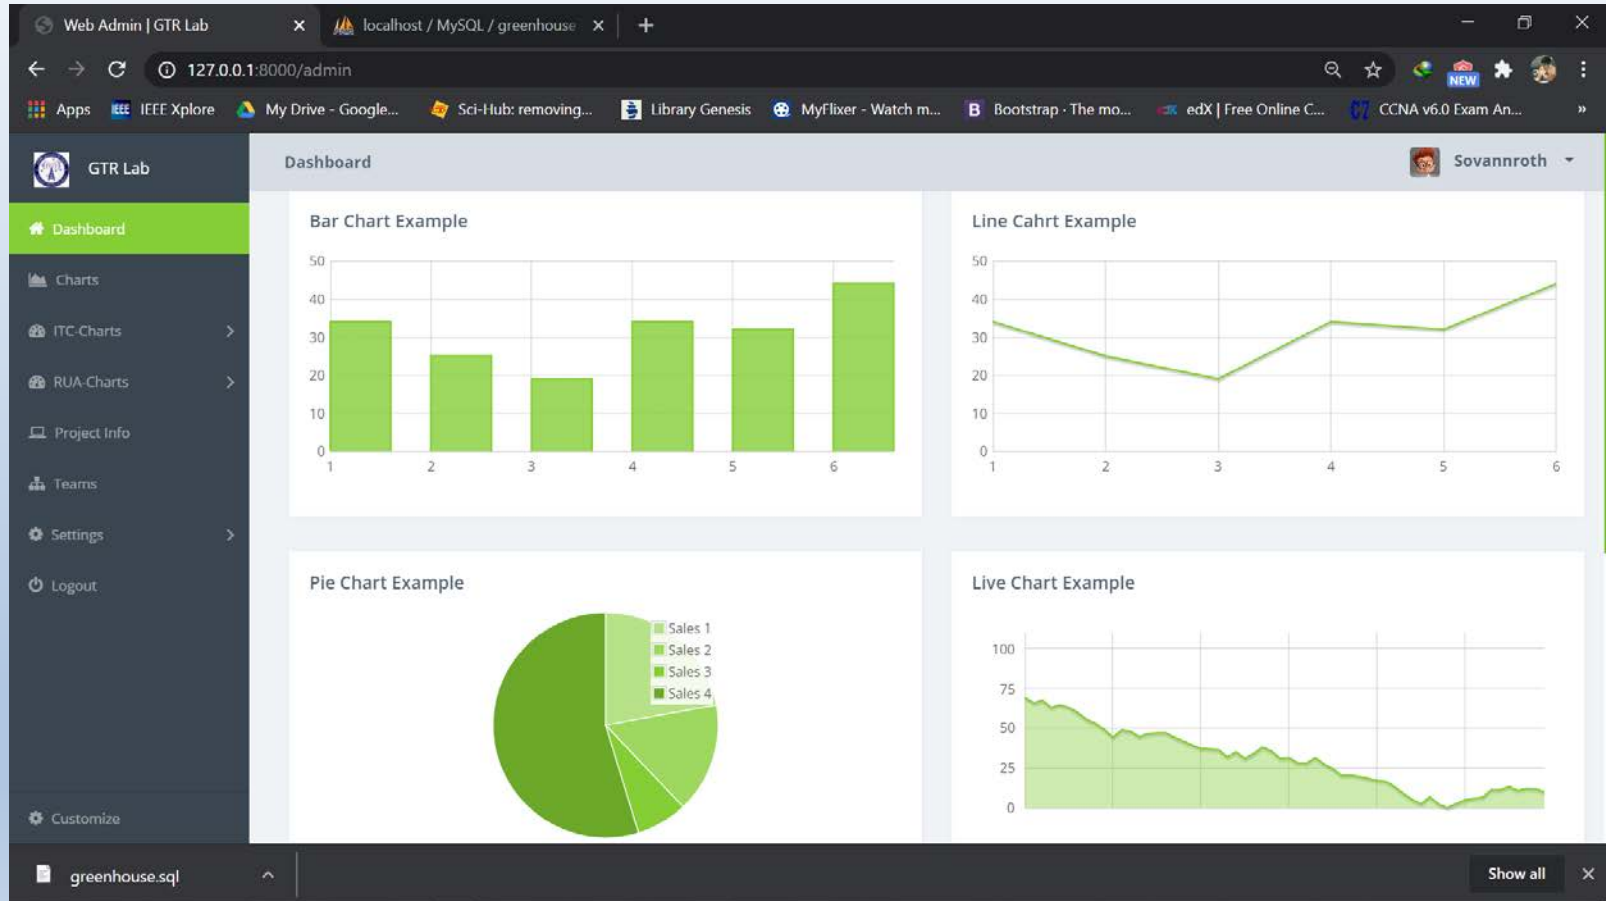 Web Admin | GTR Lab
localhost / MySQL / greenhouse
127.0.0.1:8000/admin
NEW
Apps
IEEE IEEE Xplore
My Drive - Google...
Sci-Hub: removing...
Library Genesis
MyFlixer - Watch m...
B Bootstrap · The mo...
edX | Free Online C...
CCNA v6.0 Exam An...
»
GTR Lab
Dashboard
Charts
ITC-Charts
RUA-Charts
Project Info
Teams
Settings
Logout
Customize
Dashboard
Sovannroth
Bar Chart Example
50
40
30
20
10
0
1 2 3 4 5 6
Line Cahrt Example
50
40
30
20
10
0
1 2 3 4 5 6
Pie Chart Example
Sales 1
Sales 2
Sales 3
Sales 4
Live Chart Example
100
75
50
25
0
greenhouse.sql
Show all